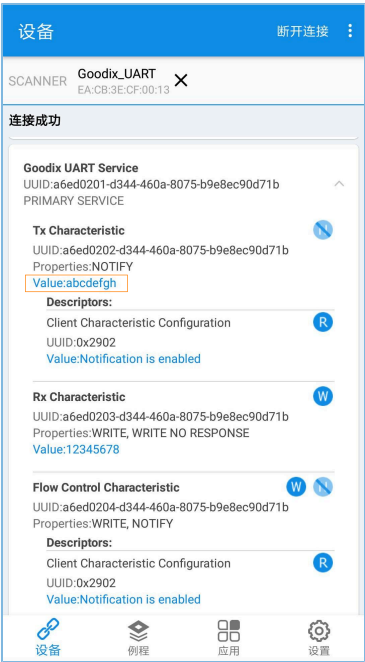 设备
断开连接
SCANNER
Goodix_UART
EA:CB:3E:CF:00:13
连接成功
Goodix UART Service
UUID:a6ed0201-d344-460a-8075-b9e8ec90d71b
PRIMARY SERVICE
Tx Characteristic
UUID:a6ed0202-d344-460a-8075-b9e8ec90d71b
Properties:NOTIFY
Value:abcdefgh
Descriptors:
Client Characteristic Configuration
R
UUID:0x2902
Value:Notification is enabled
Rx Characteristic
W
UUID:a6ed0203-d344-460a-8075-b9e8ec90d71b
Properties:WRITE, WRITE NO RESPONSE
Value:12345678
Flow Control Characteristic
W N
UUID:a6ed0204-d344-460a-8075-b9e8ec90d71b
Properties:WRITE, NOTIFY
Descriptors:
Client Characteristic Configuration
R
UUID:0x2902
Value:Notification is enabled
设备
例程
应用
设置